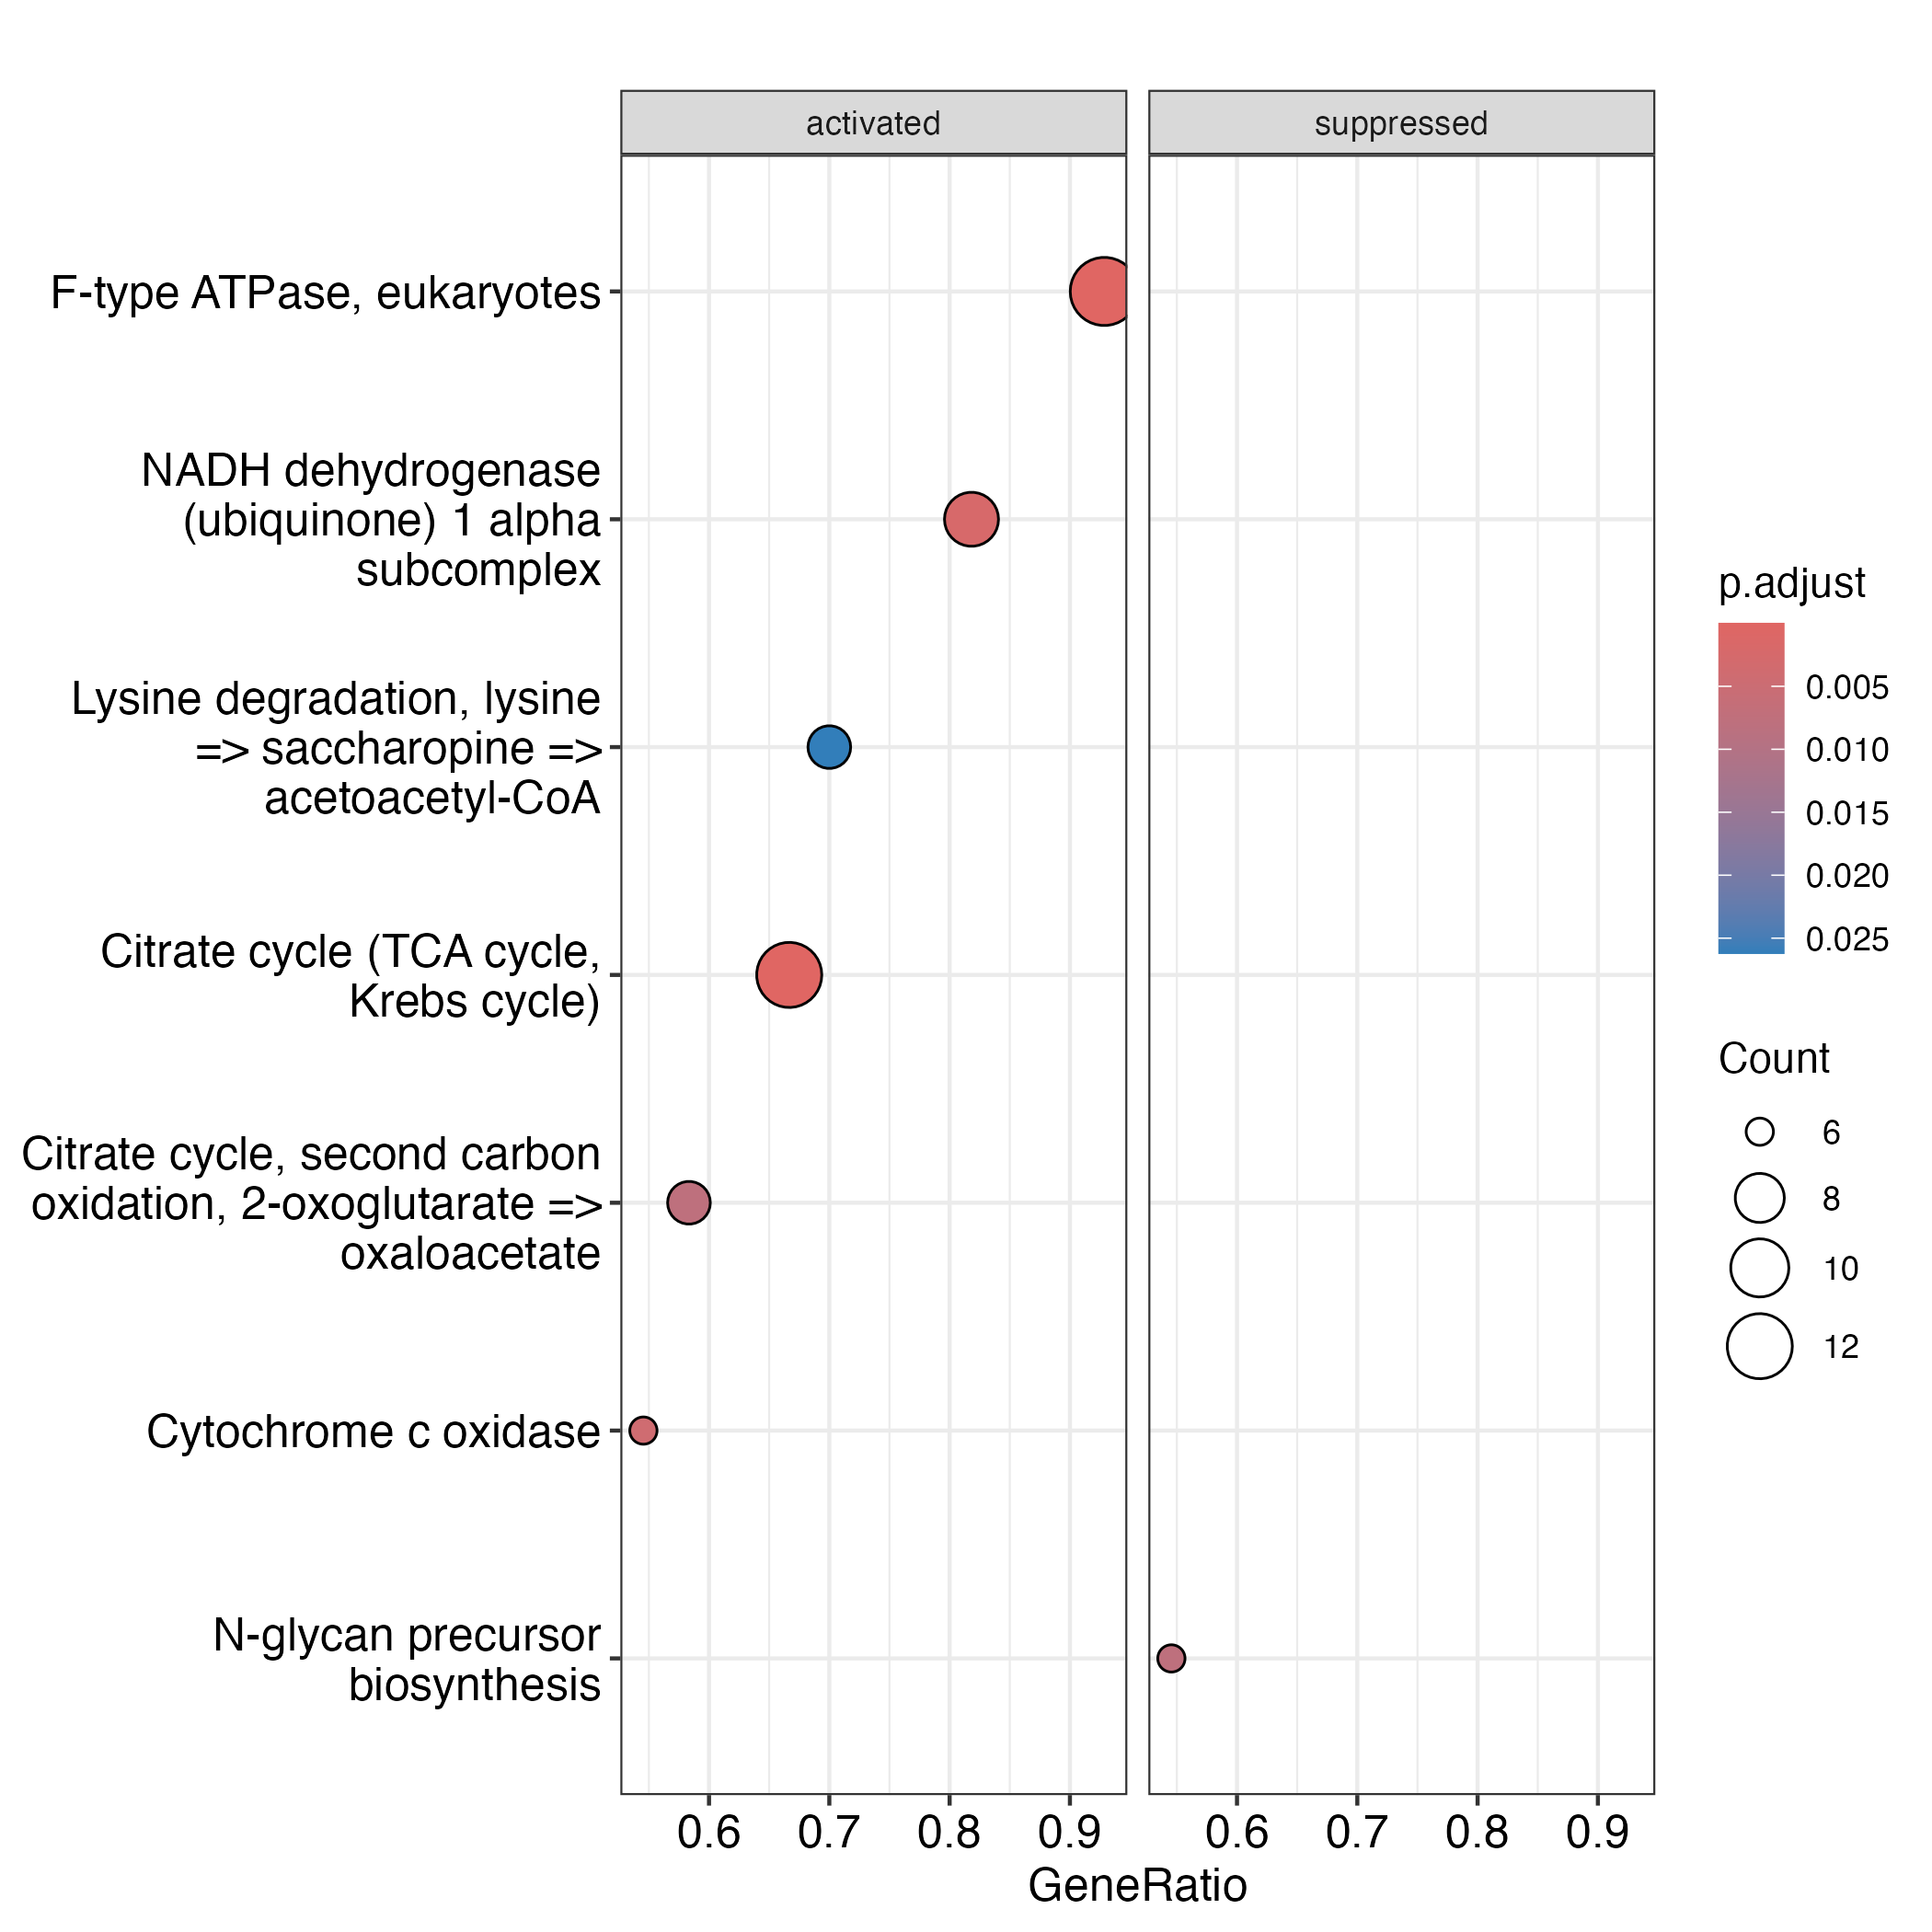 activated
suppressed
F-type ATPase, eukaryotes
NADH dehydrogenase
(ubiquinone) 1 alpha
subcomplex
Lysine degradation, lysine
=> saccharopine =>
acetoacetyl-CoA
Citrate cycle (TCA cycle,
Krebs cycle)
Citrate cycle, second carbon
oxidation, 2-oxoglutarate =>
oxaloacetate
Cytochrome c oxidase
N-glycan precursor
biosynthesis
0.6 0.7 0.8 0.9 0.6 0.7 0.8 0.9
GeneRatio
p.adjust
0.005
0.010
0.015
0.020
0.025
Count
6
8
10
12